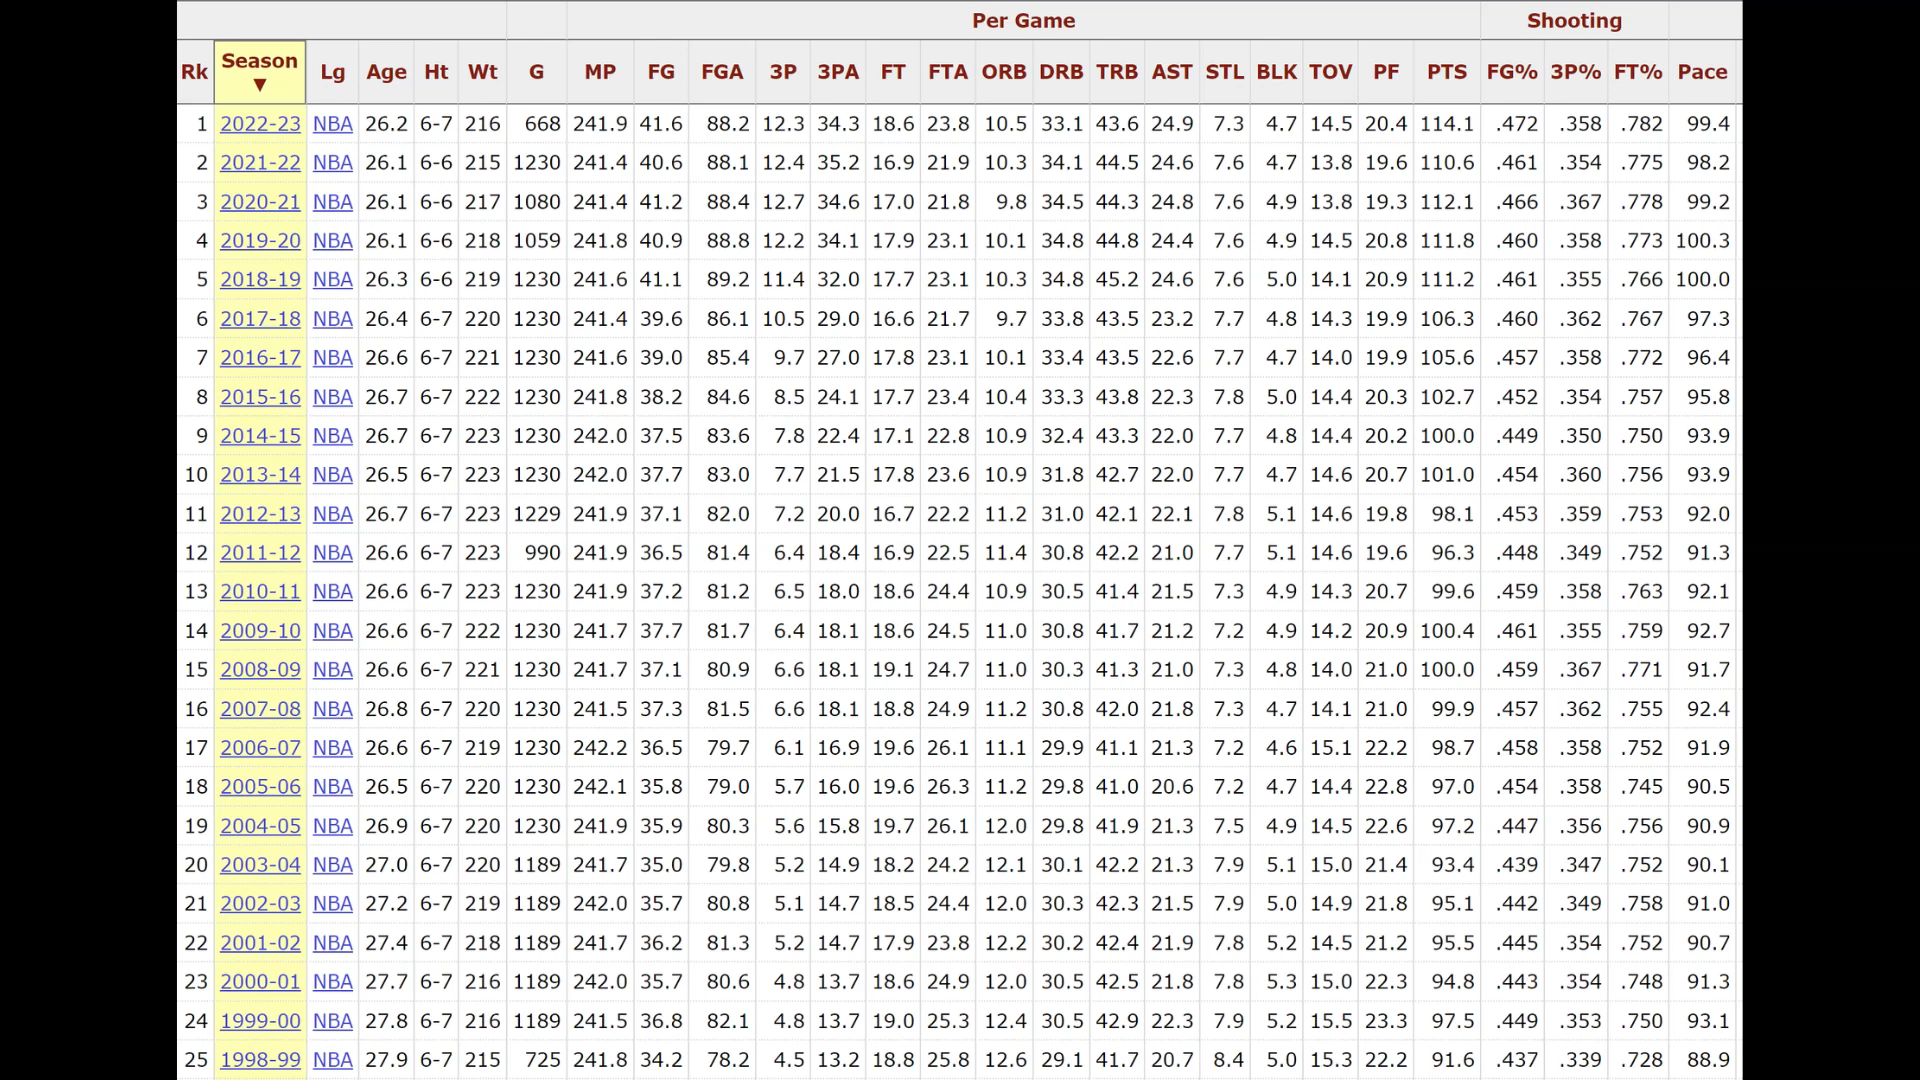 Per Game Shooting
Rk Season ▼ Lg Age Ht Wt G MP FG FGA 3P 3PA FT FTA ORB DRB TRB AST STL BLK TOV PF PTS FG% 3P% FT% Pace
1 2022-23 NBA 26.2 6-7 216 668 241.9 41.6 88.2 12.3 34.3 18.6 23.8 10.5 33.1 43.6 24.9 7.3 4.7 14.5 20.4 114.1 .472 .358 .782 99.4
2 2021-22 NBA 26.1 6-6 215 1230 241.4 40.6 88.1 12.4 35.2 16.9 21.9 10.3 34.1 44.5 24.6 7.6 4.7 13.8 19.6 110.6 .461 .354 .775 98.2
3 2020-21 NBA 26.1 6-6 217 1080 241.4 41.2 88.4 12.7 34.6 17.0 21.8 9.8 34.5 44.3 24.8 7.6 4.9 13.8 19.3 112.1 .466 .367 .778 99.2
4 2019-20 NBA 26.1 6-6 218 1059 241.8 40.9 88.8 12.2 34.1 17.9 23.1 10.1 34.8 44.8 24.4 7.6 4.9 14.5 20.8 111.8 .460 .358 .773 100.3
5 2018-19 NBA 26.3 6-6 219 1230 241.6 41.1 89.2 11.4 32.0 17.7 23.1 10.3 34.8 45.2 24.6 7.6 5.0 14.1 20.9 111.2 .461 .355 .766 100.0
6 2017-18 NBA 26.4 6-7 220 1230 241.4 39.6 86.1 10.5 29.0 16.6 21.7 9.7 33.8 43.5 23.2 7.7 4.8 14.3 19.9 106.3 .460 .362 .767 97.3
7 2016-17 NBA 26.6 6-7 221 1230 241.6 39.0 85.4 9.7 27.0 17.8 23.1 10.1 33.4 43.5 22.6 7.7 4.7 14.0 19.9 105.6 .457 .358 .772 96.4
8 2015-16 NBA 26.7 6-7 222 1230 241.8 38.2 84.6 8.5 24.1 17.7 23.4 10.4 33.3 43.8 22.3 7.8 5.0 14.4 20.3 102.7 .452 .354 .757 95.8
9 2014-15 NBA 26.7 6-7 223 1230 242.0 37.5 83.6 7.8 22.4 17.1 22.8 10.9 32.4 43.3 22.0 7.7 4.8 14.4 20.2 100.0 .449 .350 .750 93.9
10 2013-14 NBA 26.5 6-7 223 1230 242.0 37.7 83.0 7.7 21.5 17.8 23.6 10.9 31.8 42.7 22.0 7.7 4.7 14.6 20.7 101.0 .454 .360 .756 93.9
11 2012-13 NBA 26.7 6-7 223 1229 241.9 37.1 82.0 7.2 20.0 16.7 22.2 11.2 31.0 42.1 22.1 7.8 5.1 14.6 19.8 98.1 .453 .359 .753 92.0
12 2011-12 NBA 26.6 6-7 223 990 241.9 36.5 81.4 6.4 18.4 16.9 22.5 11.4 30.8 42.2 21.0 7.7 5.1 14.6 19.6 96.3 .448 .349 .752 91.3
13 2010-11 NBA 26.6 6-7 223 1230 241.9 37.2 81.2 6.5 18.0 18.6 24.4 10.9 30.5 41.4 21.5 7.3 4.9 14.3 20.7 99.6 .459 .358 .763 92.1
14 2009-10 NBA 26.6 6-7 222 1230 241.7 37.7 81.7 6.4 18.1 18.6 24.5 11.0 30.8 41.7 21.2 7.2 4.9 14.2 20.9 100.4 .461 .355 .759 92.7
15 2008-09 NBA 26.6 6-7 221 1230 241.7 37.1 80.9 6.6 18.1 19.1 24.7 11.0 30.3 41.3 21.0 7.3 4.8 14.0 21.0 100.0 .459 .367 .771 91.7
16 2007-08 NBA 26.8 6-7 220 1230 241.5 37.3 81.5 6.6 18.1 18.8 24.9 11.2 30.8 42.0 21.8 7.3 4.7 14.1 21.0 99.9 .457 .362 .755 92.4
17 2006-07 NBA 26.6 6-7 219 1230 242.2 36.5 79.7 6.1 16.9 19.6 26.1 11.1 29.9 41.1 21.3 7.2 4.6 15.1 22.2 98.7 .458 .358 .752 91.9
18 2005-06 NBA 26.5 6-7 220 1230 242.1 35.8 79.0 5.7 16.0 19.6 26.3 11.2 29.8 41.0 20.6 7.2 4.7 14.4 22.8 97.0 .454 .358 .745 90.5
19 2004-05 NBA 26.9 6-7 220 1230 241.9 35.9 80.3 5.6 15.8 19.7 26.1 12.0 29.8 41.9 21.3 7.5 4.9 14.5 22.6 97.2 .447 .356 .756 90.9
20 2003-04 NBA 27.0 6-7 220 1189 241.7 35.0 79.8 5.2 14.9 18.2 24.2 12.1 30.1 42.2 21.3 7.9 5.1 15.0 21.4 93.4 .439 .347 .752 90.1
21 2002-03 NBA 27.2 6-7 219 1189 242.0 35.7 80.8 5.1 14.7 18.5 24.4 12.0 30.3 42.3 21.5 7.9 5.0 14.9 21.8 95.1 .442 .349 .758 91.0
22 2001-02 NBA 27.4 6-7 218 1189 241.7 36.2 81.3 5.2 14.7 17.9 23.8 12.2 30.2 42.4 21.9 7.8 5.2 14.5 21.2 95.5 .445 .354 .752 90.7
23 2000-01 NBA 27.7 6-7 216 1189 242.0 35.7 80.6 4.8 13.7 18.6 24.9 12.0 30.5 42.5 21.8 7.8 5.3 15.0 22.3 94.8 .443 .354 .748 91.3
24 1999-00 NBA 27.8 6-7 216 1189 241.5 36.8 82.1 4.8 13.7 19.0 25.3 12.4 30.5 42.9 22.3 7.9 5.2 15.5 23.3 97.5 .449 .353 .750 93.1
25 1998-99 NBA 27.9 6-7 215 725 241.8 34.2 78.2 4.5 13.2 18.8 25.8 12.6 29.1 41.7 20.7 8.4 5.0 15.3 22.2 91.6 .437 .339 .728 88.9